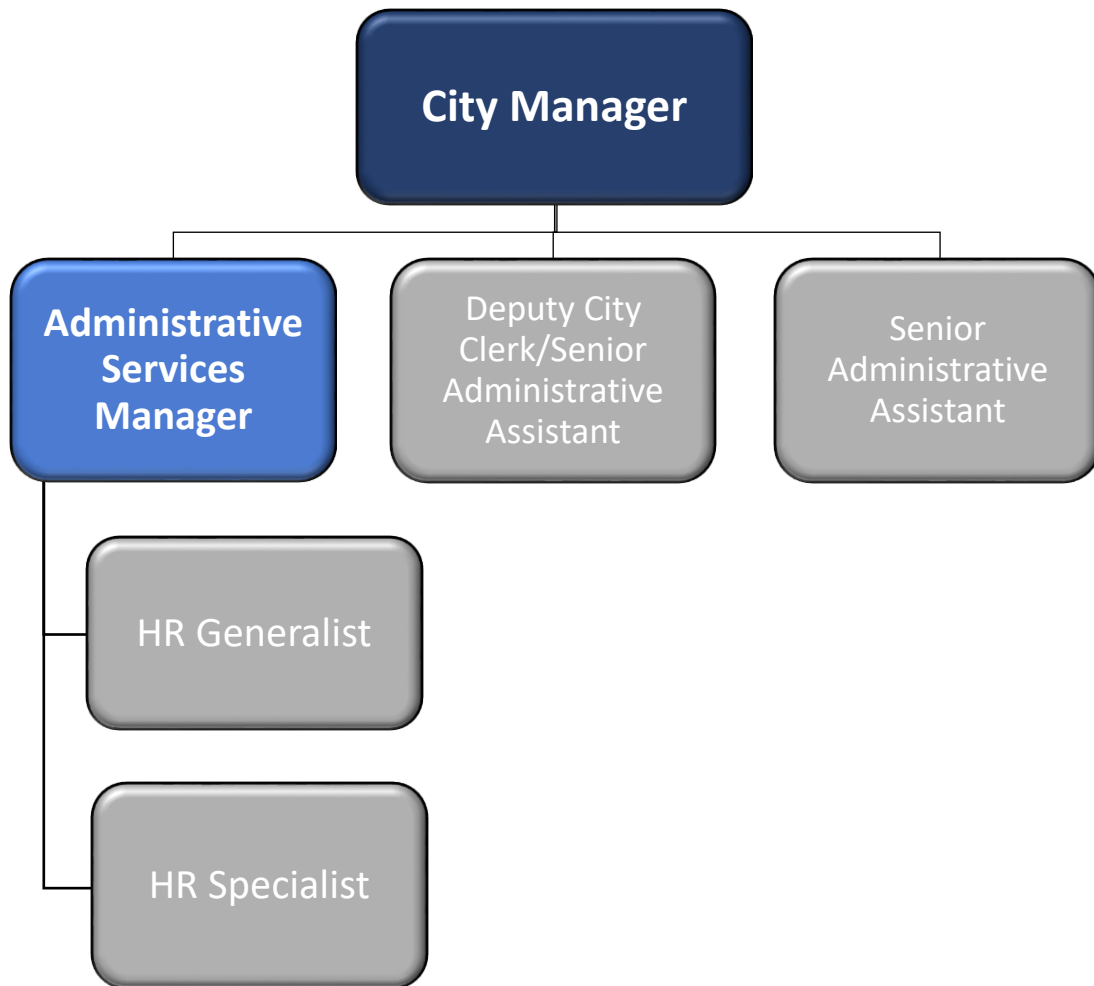 City Manager
Administrative
Services
Manager
Deputy City
Clerk/Senior
Administrative
Assistant
Senior
Administrative
Assistant
HR Generalist
HR Specialist